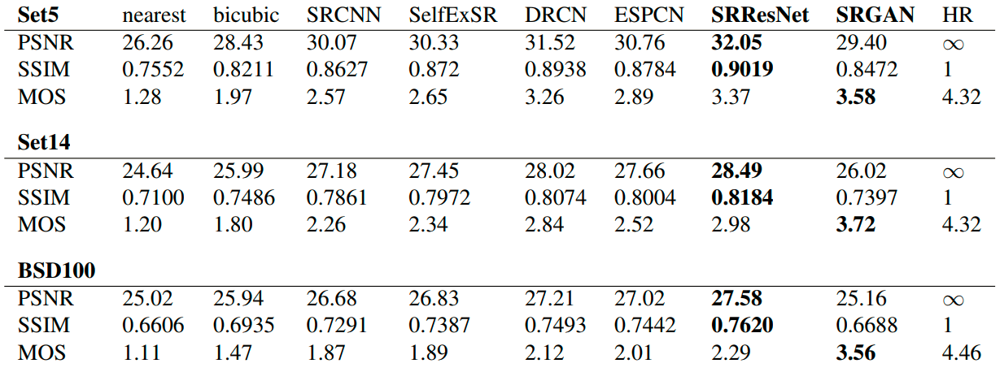 Set5 nearest bicubic SRCNN SelfExSR DRCN ESPCN SRResNet SRGAN HR
PSNR 26.26 28.43 30.07 30.33 31.52 30.76 32.05 29.40 ∞
SSIM 0.7552 0.8211 0.8627 0.872 0.8938 0.8784 0.9019 0.8472 1
MOS 1.28 1.97 2.57 2.65 3.26 2.89 3.37 3.58 4.32
Set14
PSNR 24.64 25.99 27.18 27.45 28.02 27.66 28.49 26.02 ∞
SSIM 0.7100 0.7486 0.7861 0.7972 0.8074 0.8004 0.8184 0.7397 1
MOS 1.20 1.80 2.26 2.34 2.84 2.52 2.98 3.72 4.32
BSD100
PSNR 25.02 25.94 26.68 26.83 27.21 27.02 27.58 25.16 ∞
SSIM 0.6606 0.6935 0.7291 0.7387 0.7493 0.7442 0.7620 0.6688 1
MOS 1.11 1.47 1.87 1.89 2.12 2.01 2.29 3.56 4.46